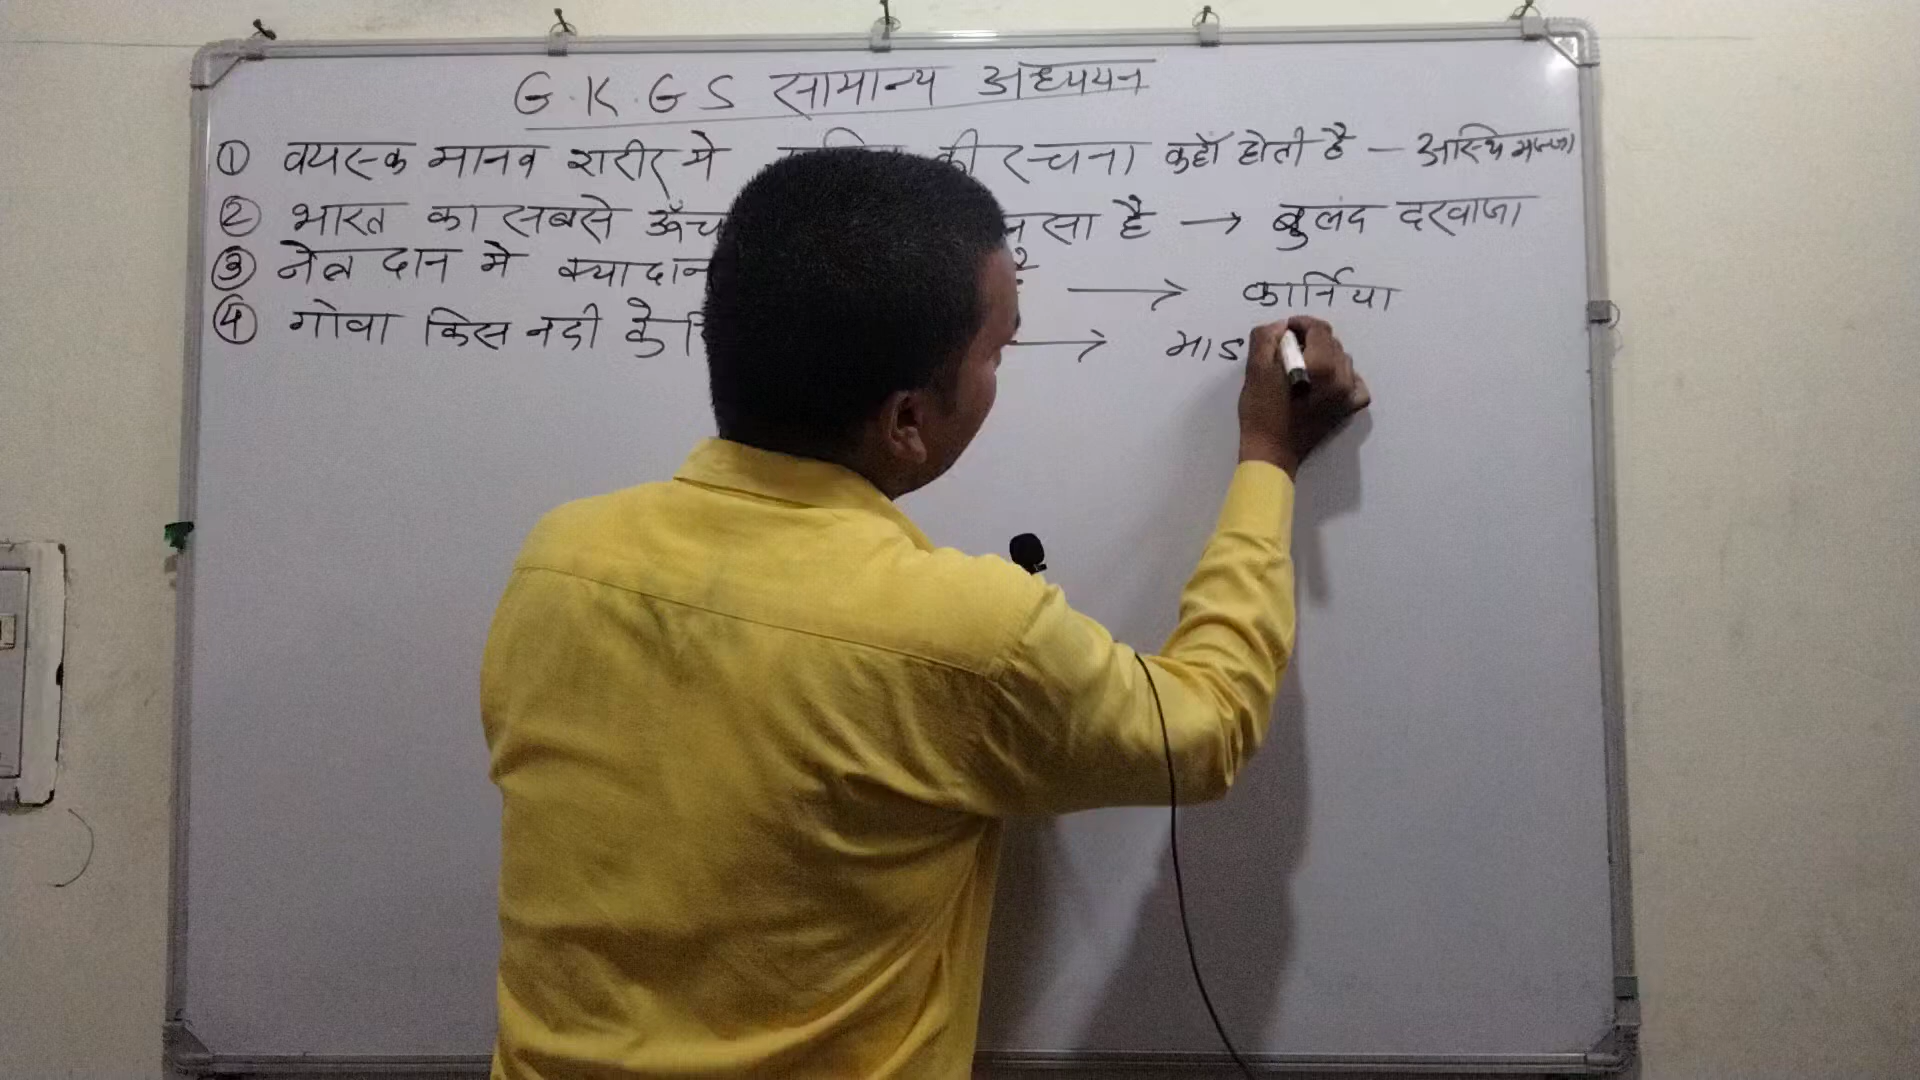 G.K.GS सामान्य अध्ययन
① वयस्क मानव शरीर मे की रचना कहाँ होती है – अस्थि मज्जा
② भारत का सबसे ऊँच सा है → बुलंद दरवाजा
③ नेत्र दान मे क्या दान → कार्निया
④ गोवा किस नदी के → माड